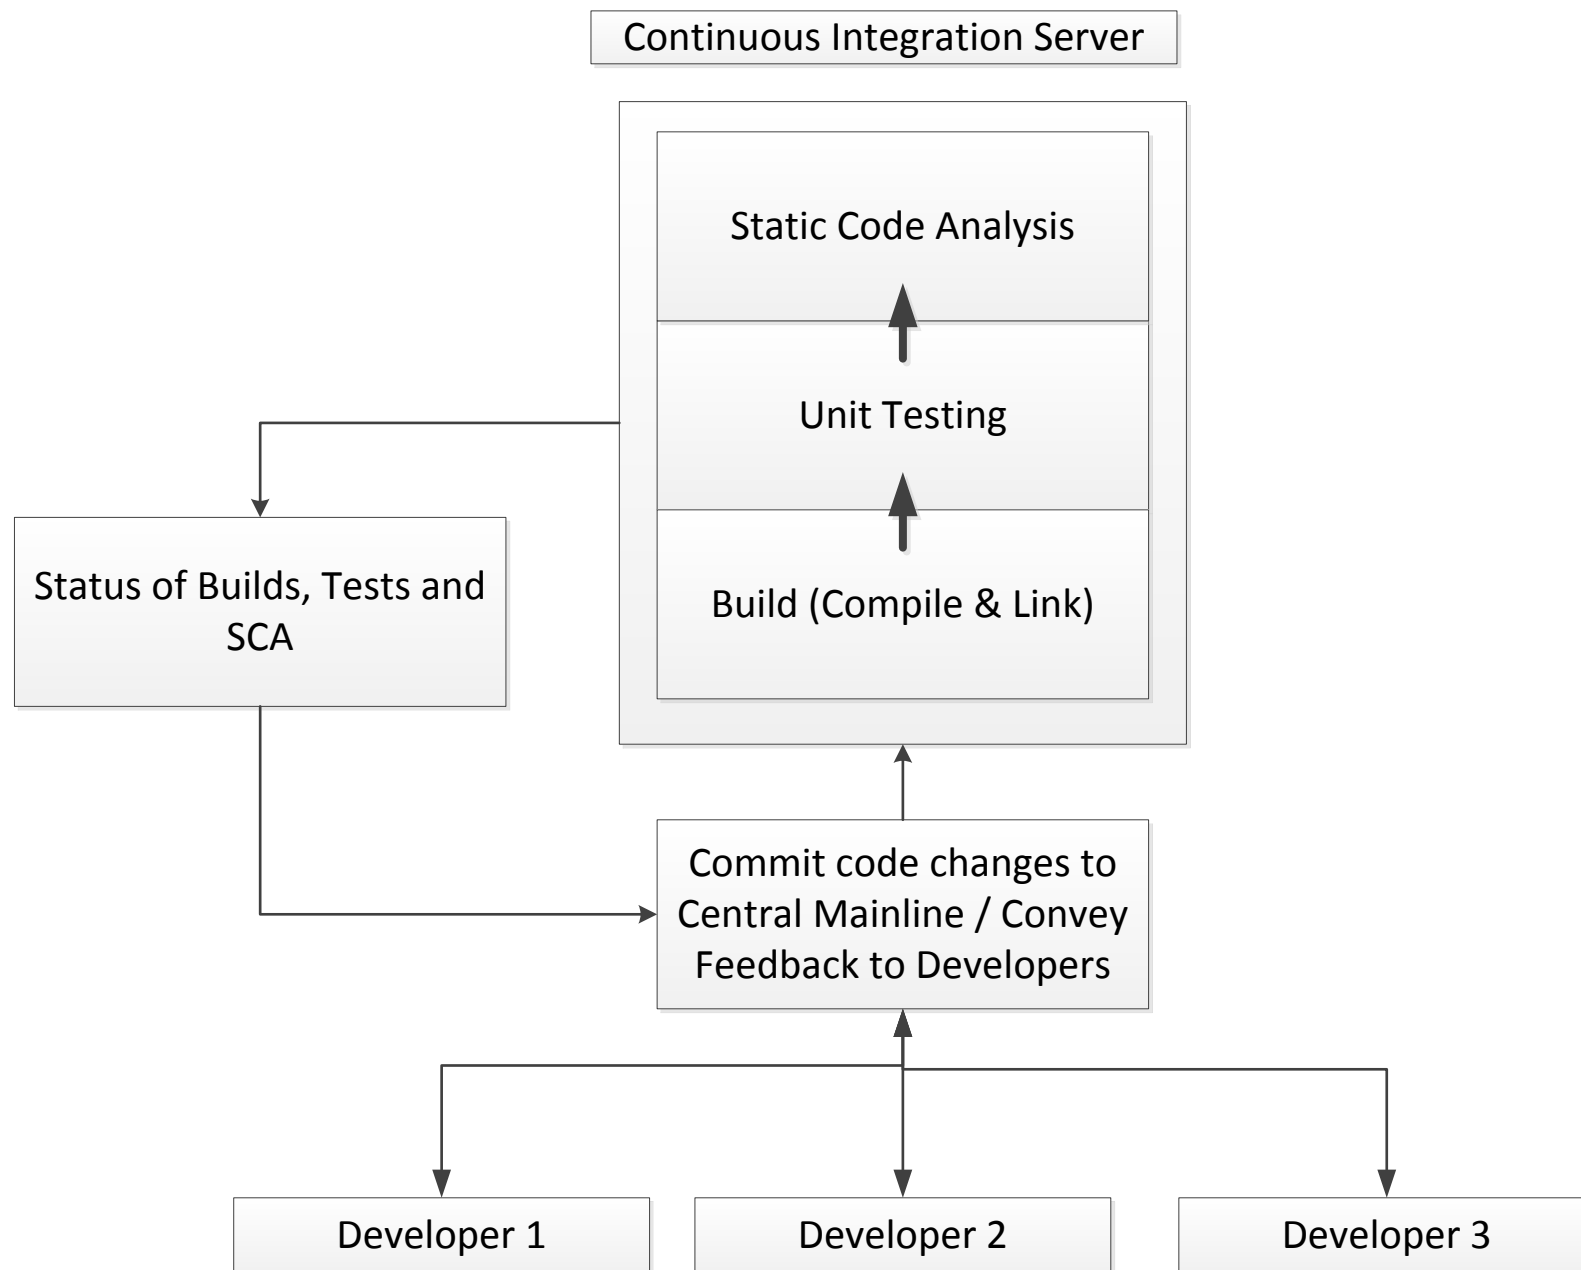 Continuous Integration Server
Static Code Analysis
Unit Testing
Build (Compile & Link)
Status of Builds, Tests and
SCA
Commit code changes to
Central Mainline / Convey
Feedback to Developers
Developer 1
Developer 2
Developer 3